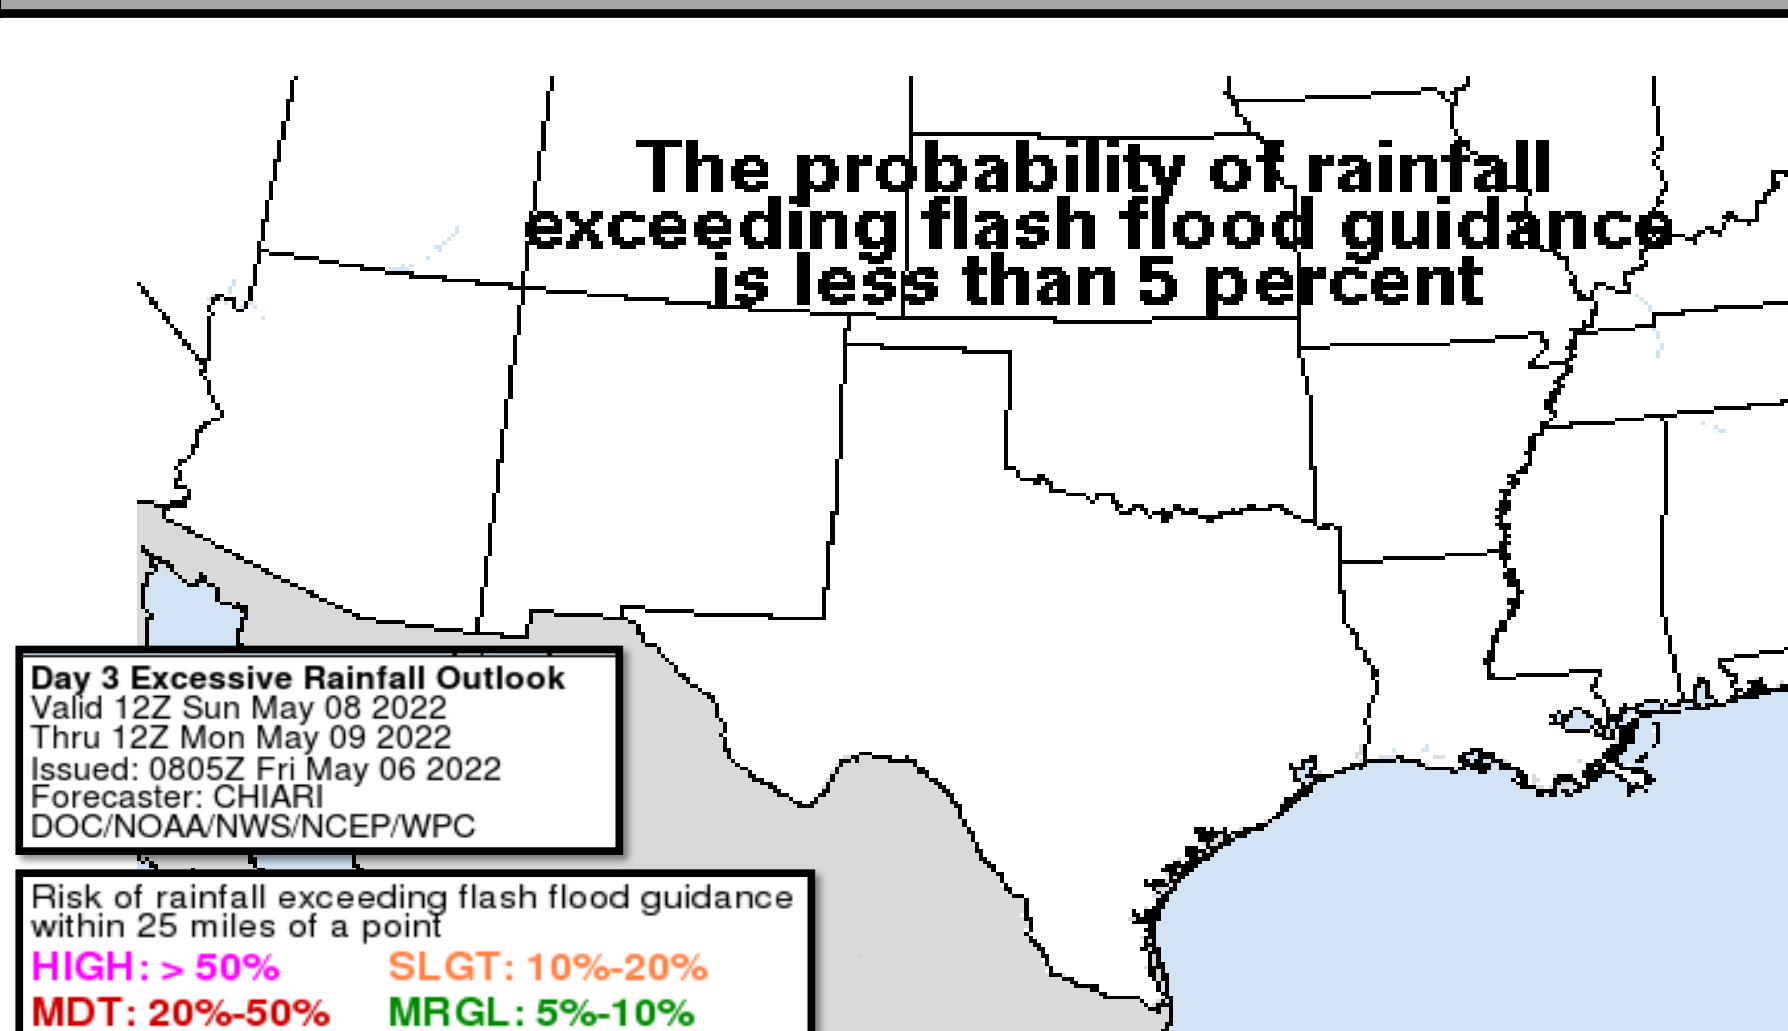 The probability of rainfall
exceeding flash flood guidance
is less than 5 percent
Day 3 Excessive Rainfall Outlook
Valid 12Z Sun May 08 2022
Thru 12Z Mon May 09 2022
Issued: 0805Z Fri May 06 2022
Forecaster: CHIARI
DOC/NOAA/NWS/NCEP/WPC
Risk of rainfall exceeding flash flood guidance
within 25 miles of a point
HIGH: > 50% SLGT: 10%-20%
MDT: 20%-50% MRGL: 5%-10%